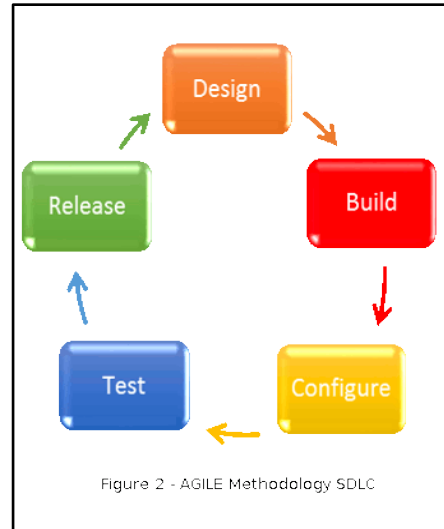 Design
Build
Configure
Test
Release
Figure 2 - AGILE Methodology SDLC